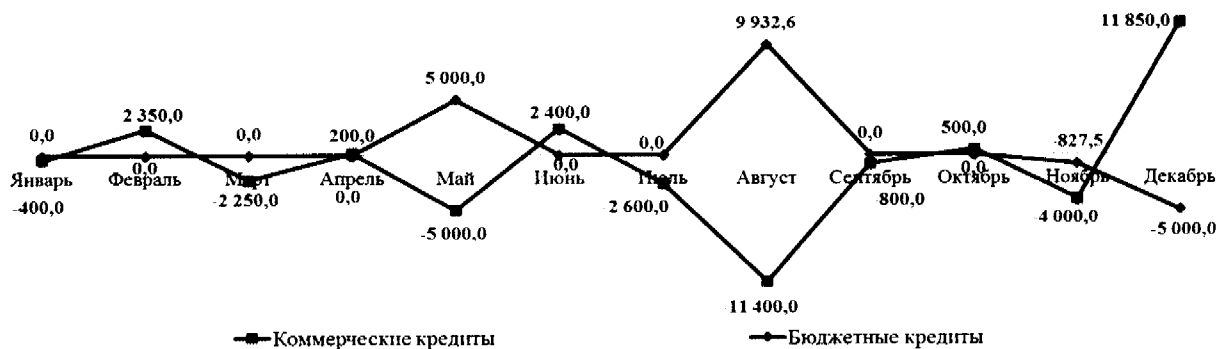 11 850,0
9 932,6
5 000,0
2 350,0
2 400,0
0,0
0,0
200,0
0,0
0,0
500,0
-827,5
0,0
0,0
0,0
Январь
Февраль
Март
Апрель
Май
Июнь
Июль
Август
Сентябрь
Октябрь
Ноябрь
Декабрь
-400,0
-2 250,0
0,0
-5 000,0
2 600,0
-800,0
-4 000,0
-5 000,0
11 400,0
Коммерческие кредиты
Бюджетные кредиты